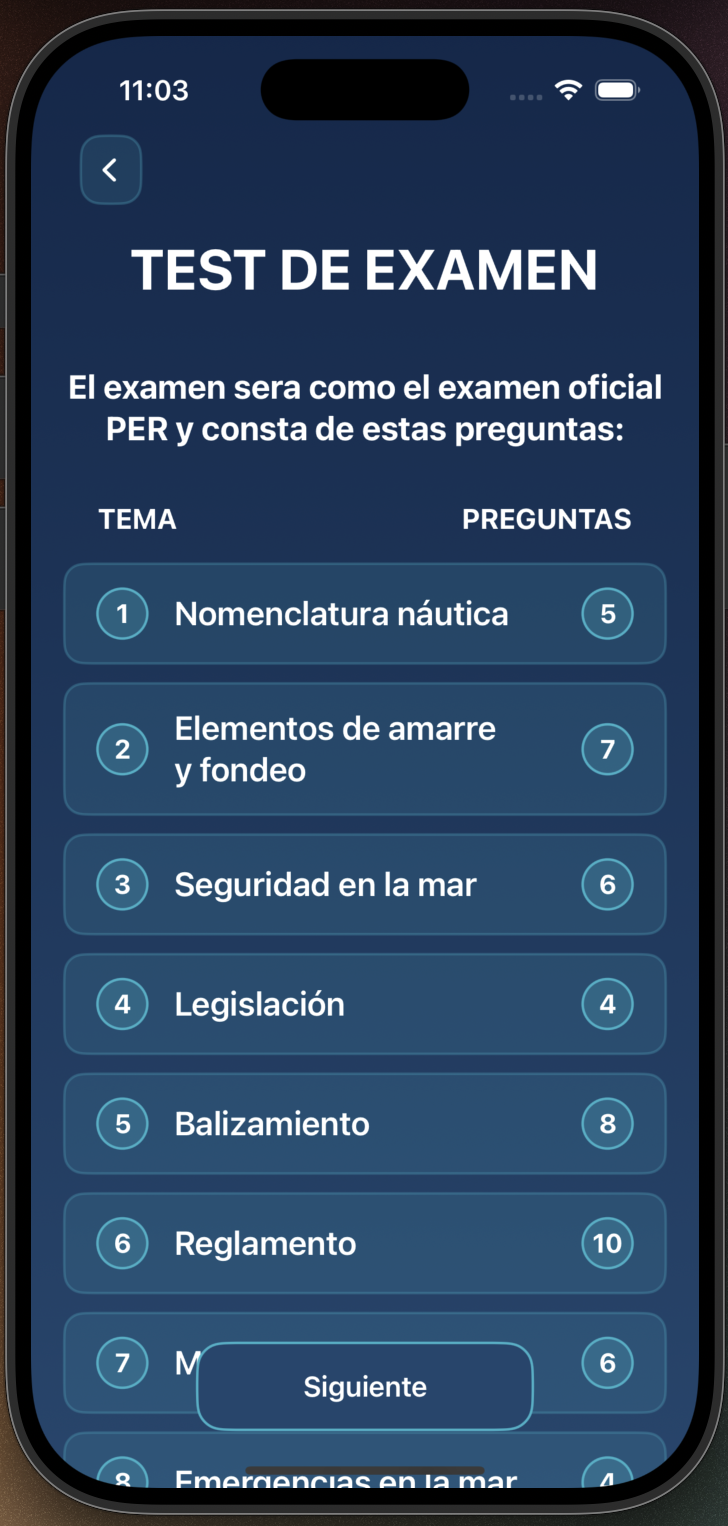 11:03
TEST DE EXAMEN
El examen sera como el examen oficial
PER y consta de estas preguntas:
TEMA PREGUNTAS
1 Nomenclatura náutica 5
2 Elementos de amarre
y fondeo 7
3 Seguridad en la mar 6
4 Legislación 4
5 Balizamiento 8
6 Reglamento 10
7 M 6
Siguiente
8 Emergencias en la mar 4